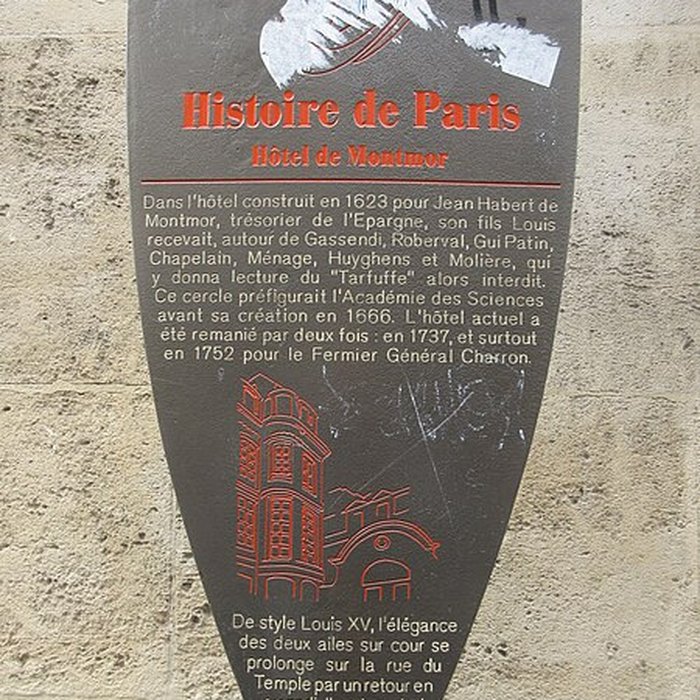 Histoire de Paris
Hôtel de Montmor
Dans l'hôtel construit en 1623 pour Jean Habert de
Montmor, trésorier de l'Epargne, son fils Louis
recevait, autour de Gassendi, Roberval, Gui Patin,
Chapelain, Ménage, Huyghens et Molière, qui
y donna lecture du "Tarfuffe" alors interdit.
Ce cercle préfigurait l'Académie des Sciences
avant sa création en 1666. L'hôtel actuel a
été remanié par deux fois : en 1737, et surtout
en 1752 pour le Fermier Général Charron.
De style Louis XV, l'élégance
des deux ailes sur cour se
prolonge sur la rue du
Temple par un retour en